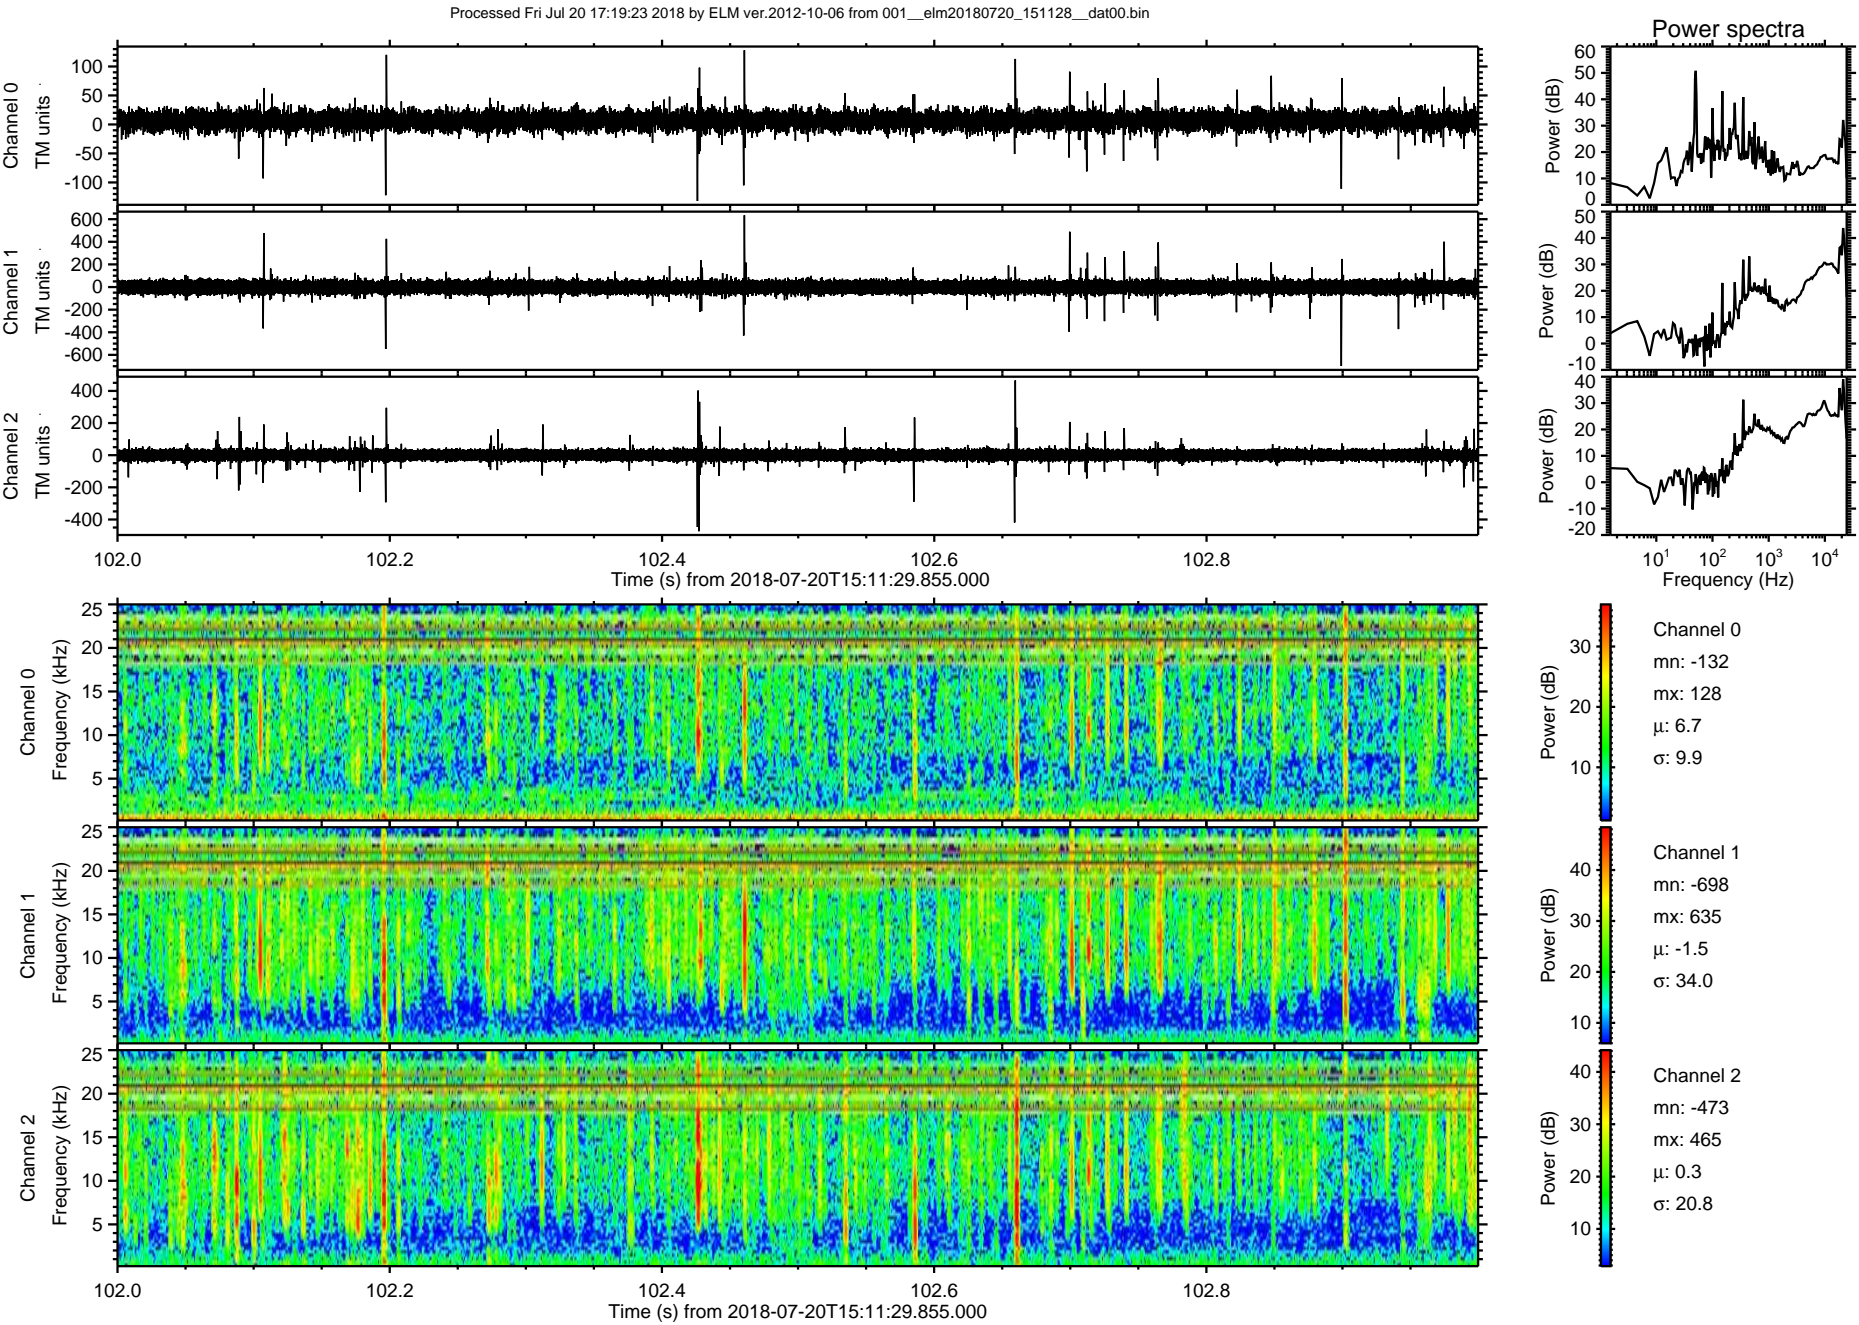 Processed Fri Jul 20 17:19:23 2018 by ELM ver.2012-10-06 from 001__elm20180720_151128__dat00.bin
Power spectra
Channel 0
TM units
100
50
0
-50
-100
Power (dB)
60
50
40
30
20
10
0
Channel 1
TM units
600
400
200
0
-200
-400
-600
Power (dB)
50
40
30
20
10
0
-10
Channel 2
TM units
400
200
0
-200
-400
Power (dB)
40
30
20
10
0
-10
-20
102.0 102.2 102.4 102.6 102.8
Time (s) from 2018-07-20T15:11:29.855.000
10¹ 10² 10³ 10⁴
Frequency (Hz)
Channel 0
Frequency (kHz)
25
20
15
10
5
Power (dB)
30
20
10
Channel 0
mn: -132
mx: 128
μ: 6.7
σ: 9.9
Channel 1
Frequency (kHz)
25
20
15
10
5
Power (dB)
40
30
20
10
Channel 1
mn: -698
mx: 635
μ: -1.5
σ: 34.0
Channel 2
Frequency (kHz)
25
20
15
10
5
Power (dB)
40
30
20
10
Channel 2
mn: -473
mx: 465
μ: 0.3
σ: 20.8
102.0 102.2 102.4 102.6 102.8
Time (s) from 2018-07-20T15:11:29.855.000